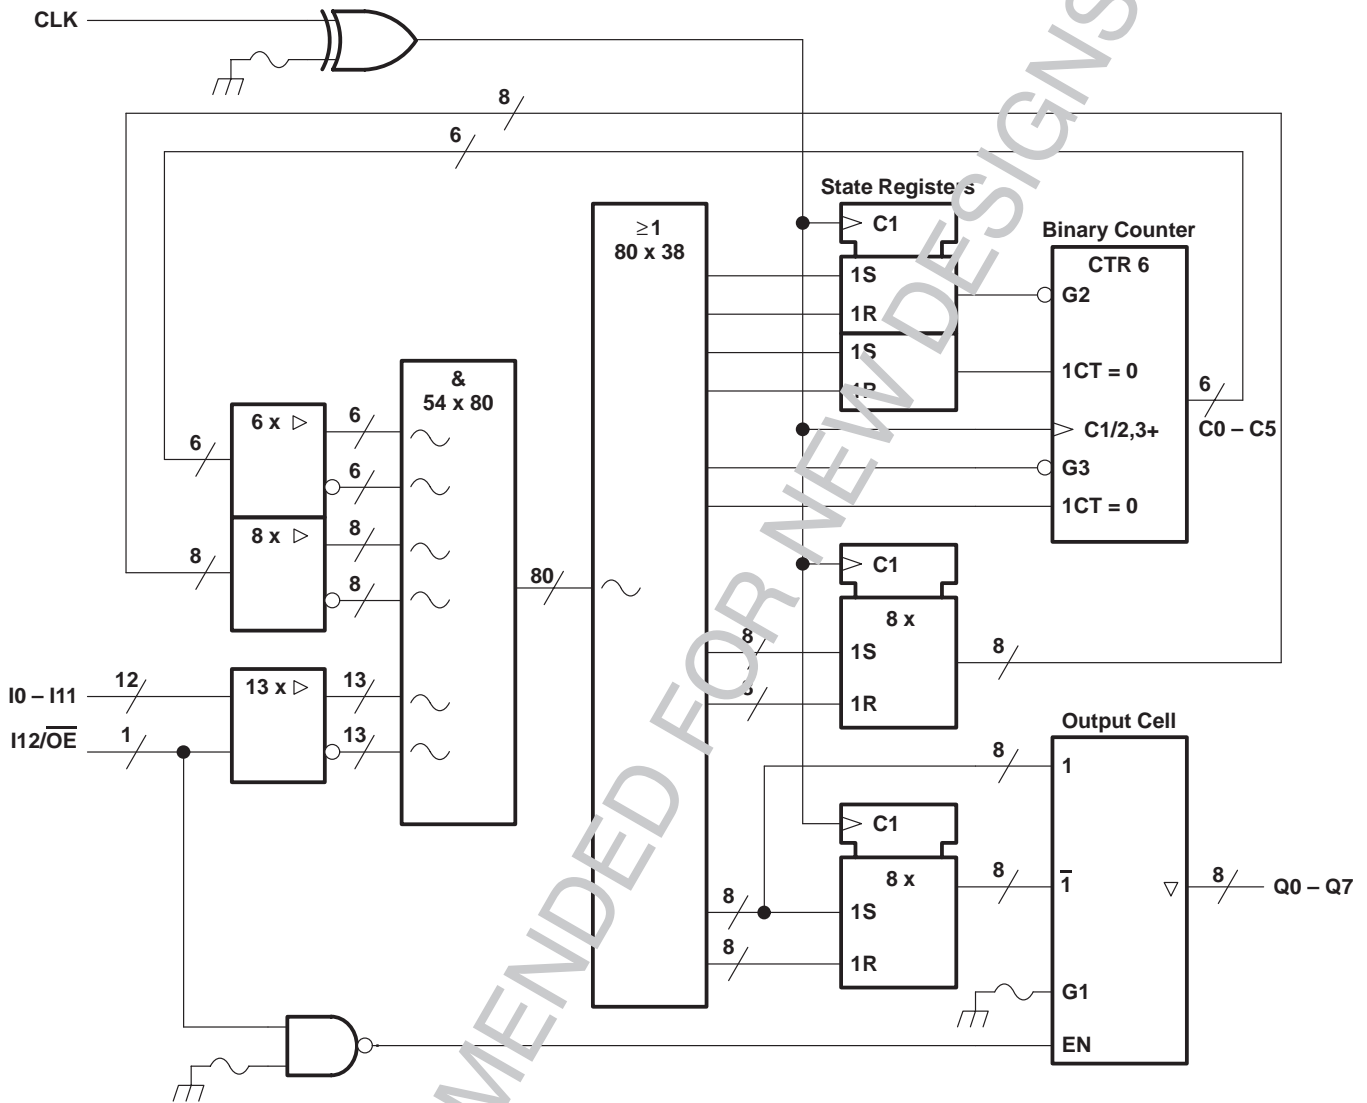 CLK
8
6
State Registers
C1
≥1
80 x 38
Binary Counter
CTR 6
1S
G2
1R
&
54 x 80
1S
1CT = 0
1R
6
6 x ▷
6
6
C1/2,3+
C0 – C5
6
G3
8 x ▷
8
1CT = 0
8
8
80
C1
8 x
8
1S
8
I0 – I11
12
13 x ▷
13
8
1R
I12/O̅E̅
1
13
Output Cell
8
1
C1
8 x
8
1̅
▽
8
Q0 – Q7
8
1S
8
1R
G1
EN
MENDED FOR NEW DESIGNS